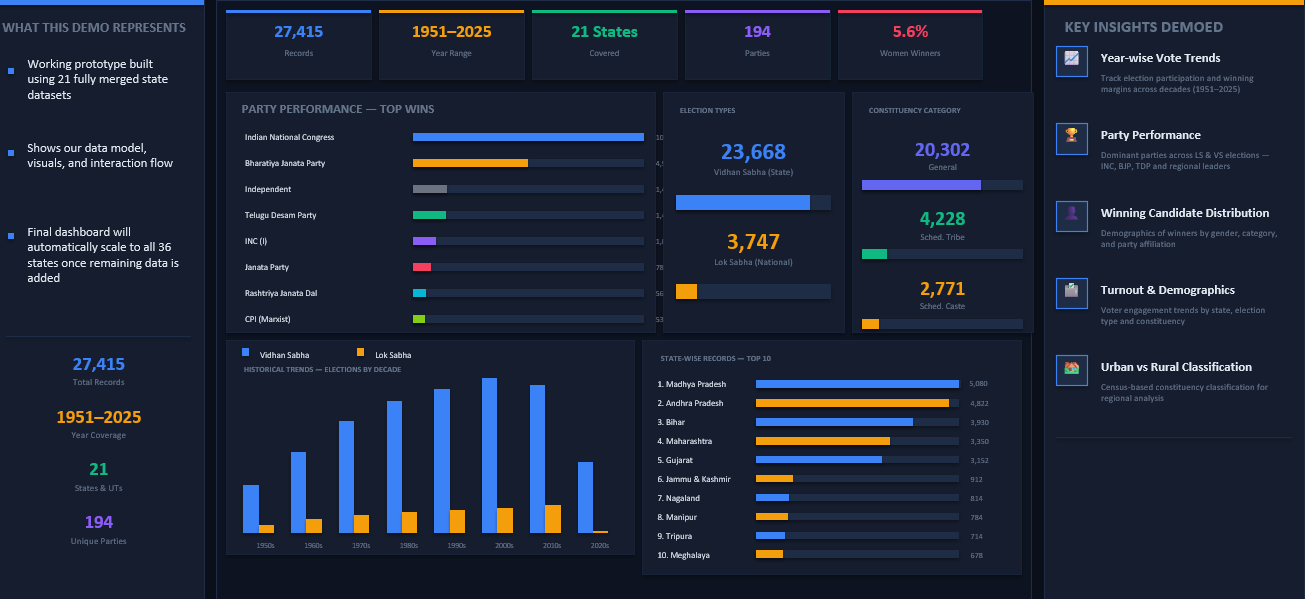 WHAT THIS DEMO REPRESENTS
Working prototype built
using 21 fully merged state
datasets
Shows our data model,
visuals, and interaction flow
Final dashboard will
automatically scale to all 36
states once remaining data is
added
27,415
Total Records
1951–2025
Year Coverage
21
States & UTs
194
Unique Parties
27,415
Records
1951–2025
Year Range
21 States
Covered
194
Parties
5.6%
Women Winners
PARTY PERFORMANCE — TOP WINS
Indian National Congress
Bharatiya Janata Party
Independent
Telugu Desam Party
INC (I)
Janata Party
Rashtriya Janata Dal
CPI (Marxist)
ELECTION TYPES
23,668
Vidhan Sabha (State)
3,747
Lok Sabha (National)
CONSTITUENCY CATEGORY
20,302
General
4,228
Sched. Tribe
2,771
Sched. Caste
Vidhan Sabha
Lok Sabha
HISTORICAL TRENDS — ELECTIONS BY DECADE
1950s
1960s
1970s
1980s
1990s
2000s
2010s
2020s
STATE-WISE RECORDS — TOP 10
1. Madhya Pradesh 5,080
2. Andhra Pradesh 4,822
3. Bihar 3,930
4. Maharashtra 3,350
5. Gujarat 3,152
6. Jammu & Kashmir 912
7. Nagaland 814
8. Manipur 784
9. Tripura 714
10. Meghalaya 678
KEY INSIGHTS DEMOED
Year-wise Vote Trends
Track election participation and winning
margins across decades (1951–2025)
Party Performance
Dominant parties across LS & VS elections —
INC, BJP, TDP and regional leaders
Winning Candidate Distribution
Demographics of winners by gender, category,
and party affiliation
Turnout & Demographics
Voter engagement trends by state, election
type and constituency
Urban vs Rural Classification
Census-based constituency classification for
regional analysis